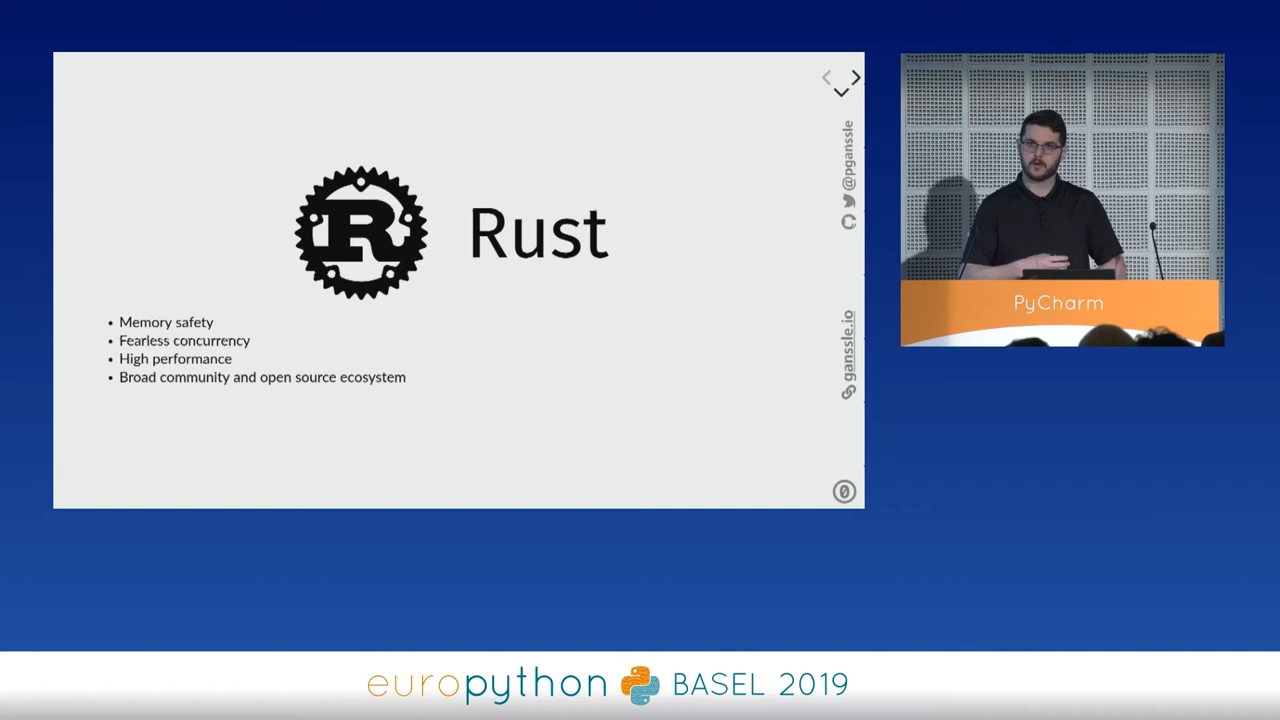 Rust
• Memory safety
• Fearless concurrency
• High performance
• Broad community and open source ecosystem
@pganssle
ganssle.io
0
PyCharm
europython BASEL 2019